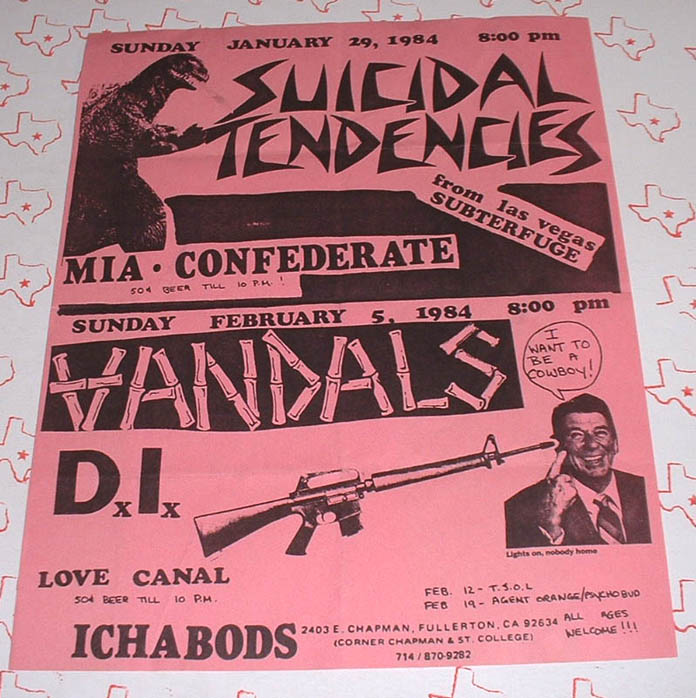 SUNDAY JANUARY 29, 1984 8:00 pm
SUICIDAL
TENDENCIES
from las vegas
SUBTERFUGE
MIA · CONFEDERATE
50¢ BEER TILL 10 P.M.!
SUNDAY FEBRUARY 5, 1984 8:00 pm
VANDALS
I
WANT TO
BE A
COWBOY!
DxIx
Lights on, nobody home
LOVE CANAL
50¢ BEER TILL 10 P.M.
FEB. 12 - T.S.O.L
FEB 19 - AGENT ORANGE/PSYCHOBUD
ICHABODS
2403 E. CHAPMAN, FULLERTON, CA 92634
(CORNER CHAPMAN & ST. COLLEGE)
714/870-9282
ALL AGES
WELCOME!!!